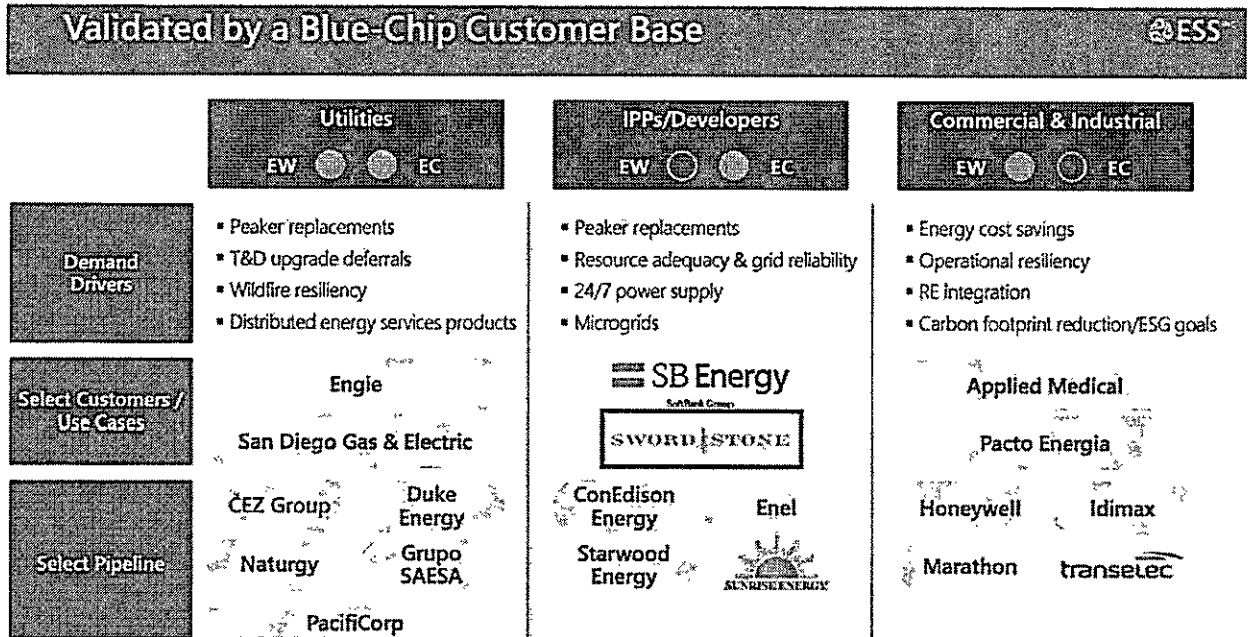 Validated by a Blue-Chip Customer Base
ESS
Utilities
EW EC
IPPs/Developers
EW EC
Commercial & Industrial
EW EC
Demand
Drivers
▪ Peaker replacements
▪ T&D upgrade deferrals
▪ Wildfire resiliency
▪ Distributed energy services products
▪ Peaker replacements
▪ Resource adequacy & grid reliability
▪ 24/7 power supply
▪ Microgrids
▪ Energy cost savings
▪ Operational resiliency
▪ RE integration
▪ Carbon footprint reduction/ESG goals
Select Customers /
Use Cases
Engie
San Diego Gas & Electric
SB Energy
SoftBank Group
SWORD STONE
Applied Medical
Pacto Energia
Select Pipeline
ČEZ Group
Duke
Energy
Naturgy
Grupo
SAESA
PacifiCorp
ConEdison
Energy
Enel
Starwood
Energy
SUNRISE ENERGY
Honeywell
Idimax
Marathon
transelec